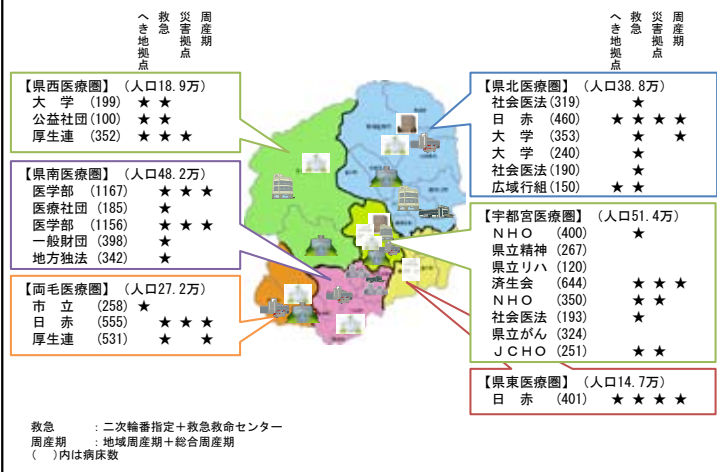 へき地拠点 救急 災害拠点 周産期
【県西医療圏】（人口18.9万）
大　学　(199) ★ ★
公益社団(100) ★ ★
厚生連　(352) ★ ★ ★
【県南医療圏】（人口48.2万）
医学部　(1167) ★ ★ ★
医療社団 (185) ★
医学部　(1156) ★ ★ ★
一般財団 (398) ★
地方独法 (342) ★
【両毛医療圏】（人口27.2万）
市　立　(258) ★
日　赤　(555) ★ ★ ★
厚生連　(531) ★ ★
へき地拠点 救急 災害拠点 周産期
【県北医療圏】（人口38.8万）
社会医法(319) ★
日　赤　(460) ★ ★ ★ ★
大　学　(353) ★ ★
大　学　(240) ★
社会医法(190) ★
広域行組(150) ★ ★
【宇都宮医療圏】（人口51.4万）
ＮＨＯ　(400) ★
県立精神 (267)
県立リハ (120)
済生会　(644) ★ ★ ★
ＮＨＯ　(350) ★ ★
社会医法 (193) ★
県立がん (324)
ＪＣＨＯ (251) ★ ★
【県東医療圏】（人口14.7万）
日　赤　(401) ★ ★ ★ ★
救急　　：二次輪番指定＋救急救命センター
周産期　：地域周産期＋総合周産期
（　）内は病床数